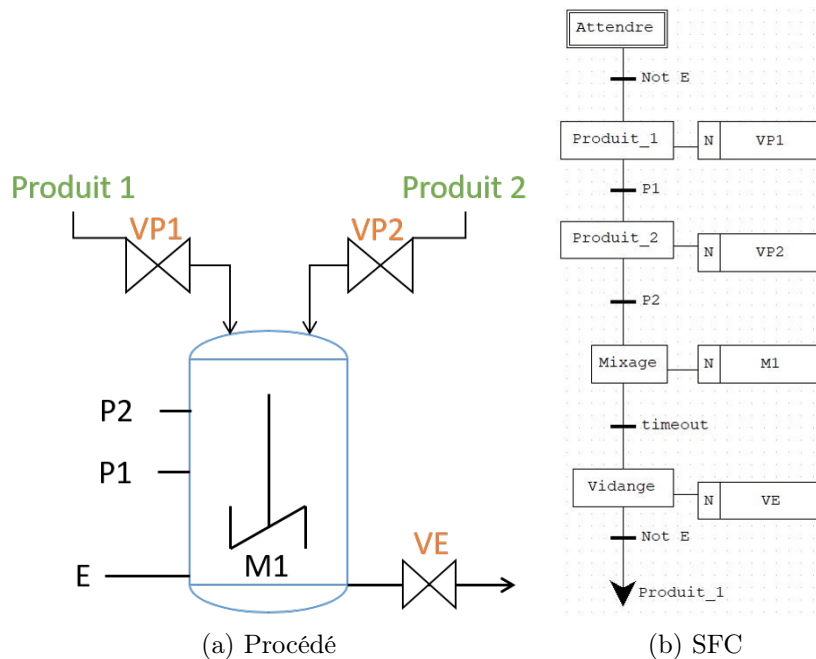 Produit 1
Produit 2
VP1
VP2
P2
P1
E
M1
VE
(a) Procédé
Attendre
Not E
Produit_1 N VP1
P1
Produit_2 N VP2
P2
Mixage N M1
timeout
Vidange N VE
Not E
Produit_1
(b) SFC